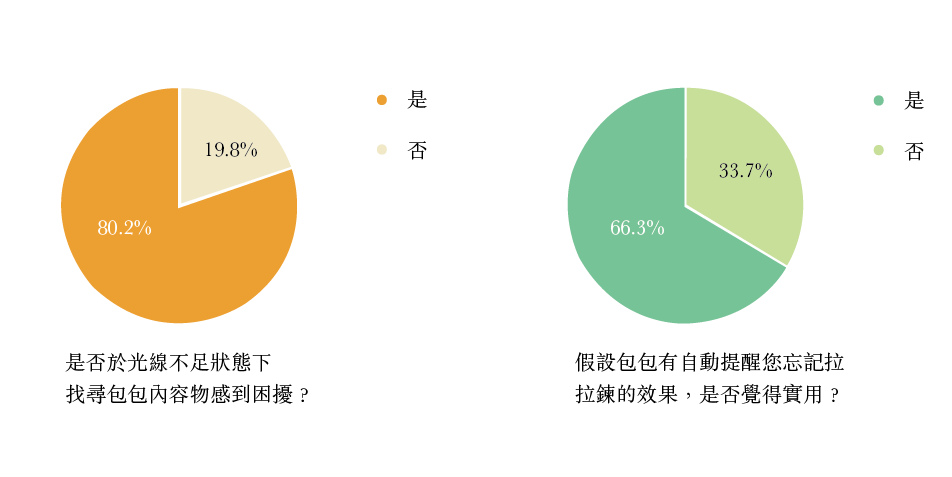 是
否
19.8%
80.2%
是否於光線不足狀態下
找尋包包內容物感到困擾？
是
否
33.7%
66.3%
假設包包有自動提醒您忘記拉
拉鍊的效果，是否覺得實用？